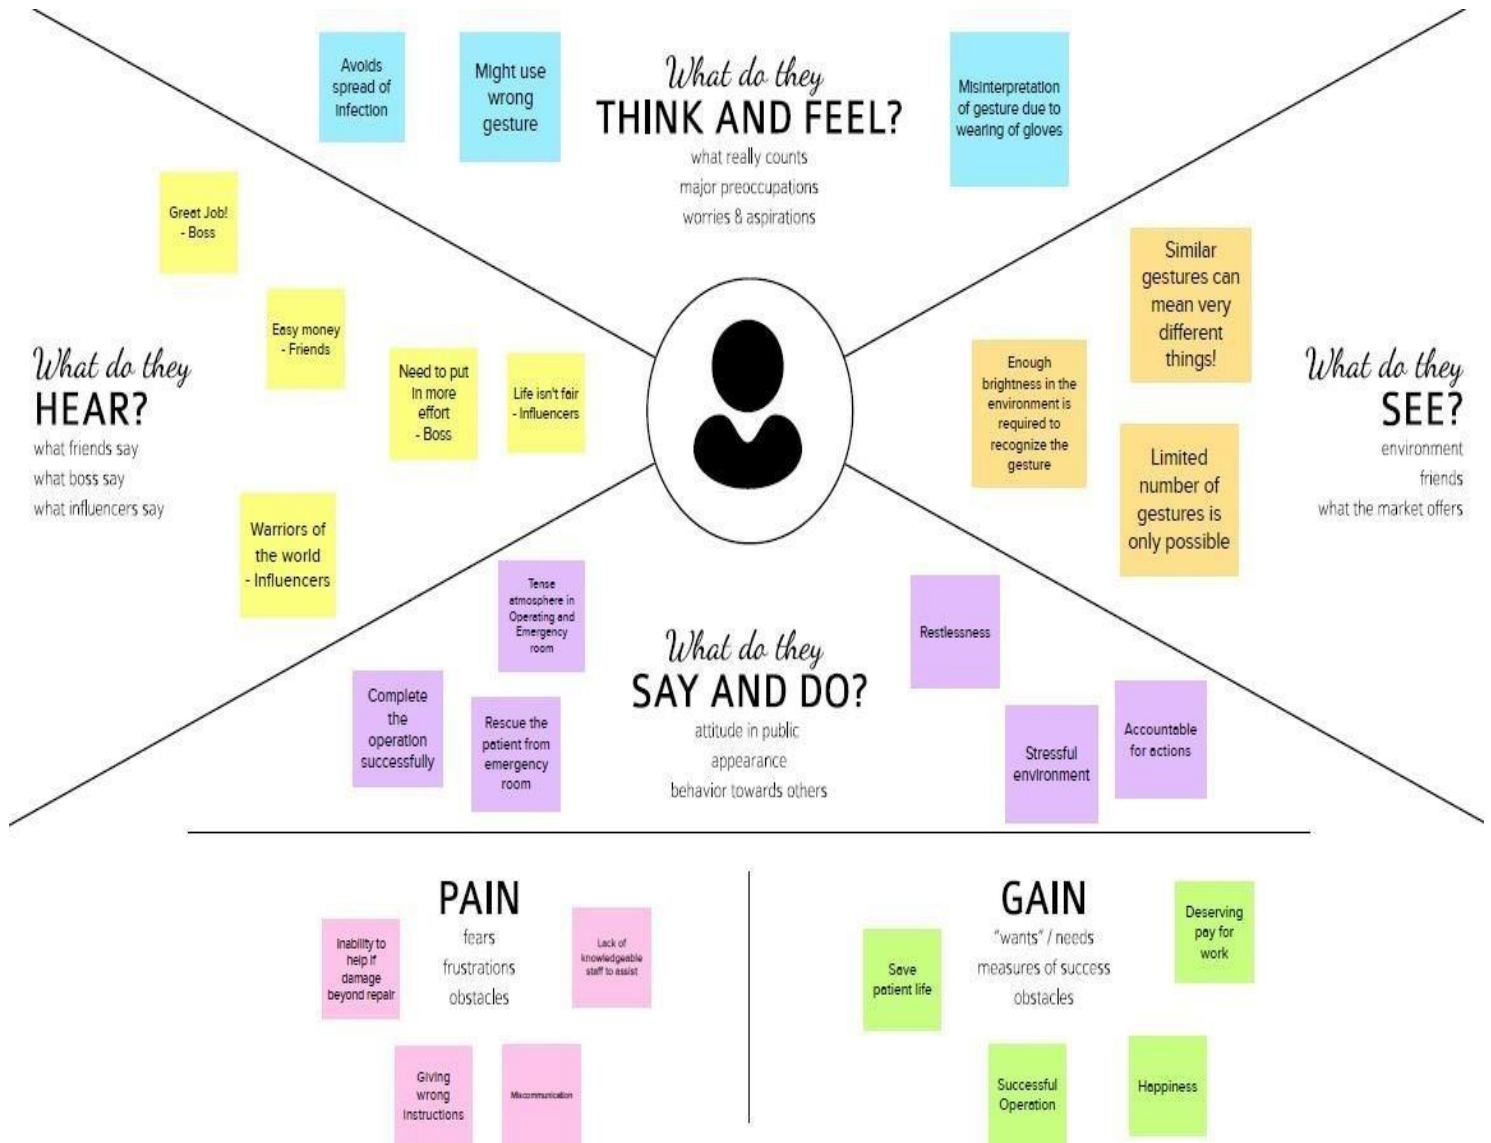 Avoids
spread of
infection
Might use
wrong
gesture
What do they
THINK AND FEEL?
what really counts
major preoccupations
worries & aspirations
Misinterpretation
of gesture due to
wearing of gloves
Great Job!
- Boss
Easy money
- Friends
Need to put
in more
effort
- Boss
Life isn't fair
- Influencers
What do they
HEAR?
what friends say
what boss say
what influencers say
Warriors of
the world
- Influencers
Similar
gestures can
mean very
different
things!
Enough
brightness in the
environment is
required to
recognize the
gesture
Limited
number of
gestures is
only possible
What do they
SEE?
environment
friends
what the market offers
Tense
atmosphere in
Operating and
Emergency
room
Complete
the
operation
successfully
Rescue the
patient from
emergency
room
What do they
SAY AND DO?
attitude in public
appearance
behavior towards others
Restlessness
Stressful
environment
Accountable
for actions
PAIN
fears
frustrations
obstacles
Inability to
help if
damage
beyond repair
Lack of
knowledgeable
staff to assist
Giving
wrong
instructions
Miscommunication
GAIN
"wants" / needs
measures of success
obstacles
Save
patient life
Deserving
pay for
work
Successful
Operation
Happiness